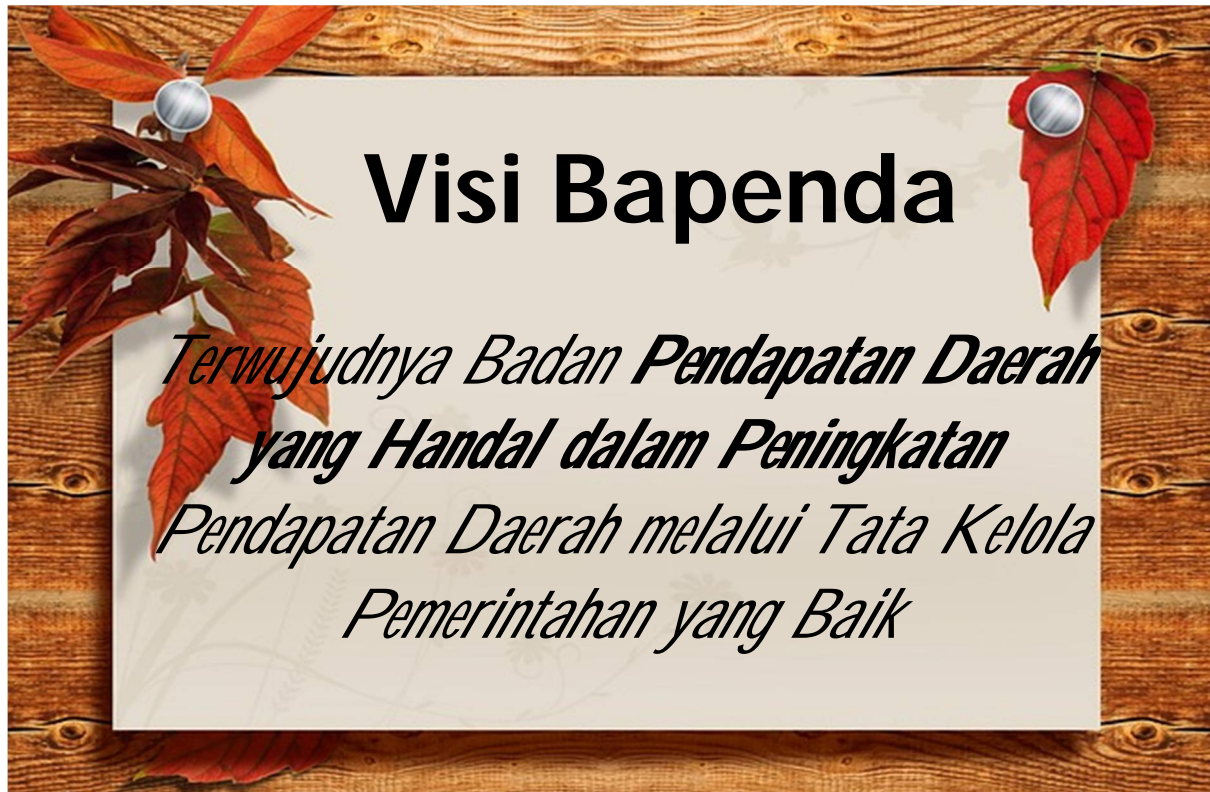 Visi Bapenda
Terwujudnya Badan Pendapatan Daerah
yang Handal dalam Peningkatan
Pendapatan Daerah melalui Tata Kelola
Pemerintahan yang Baik